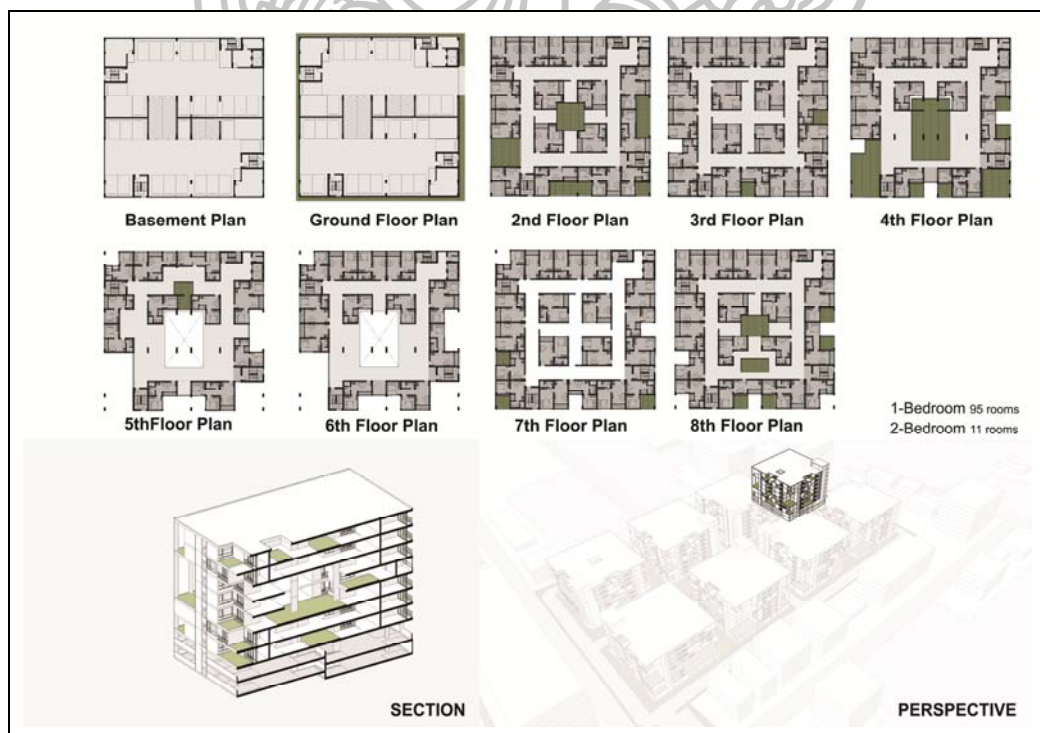 Basement Plan
Ground Floor Plan
2nd Floor Plan
3rd Floor Plan
4th Floor Plan
5thFloor Plan
6th Floor Plan
7th Floor Plan
8th Floor Plan
1-Bedroom 95 rooms
2-Bedroom 11 rooms
SECTION
PERSPECTIVE